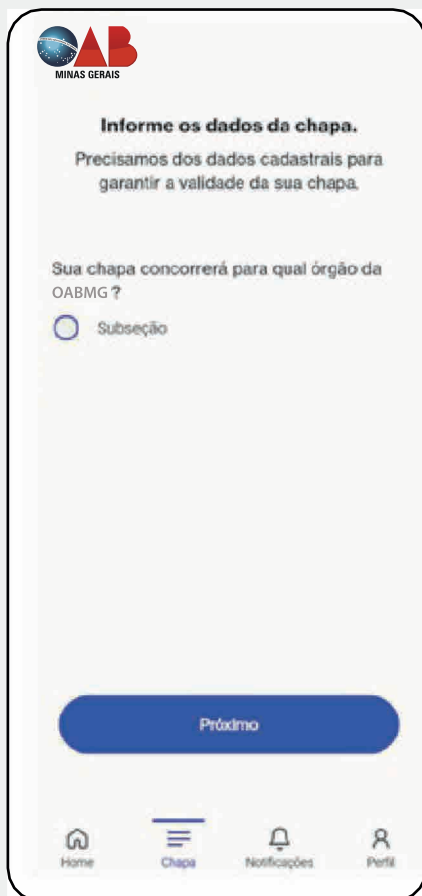 OAB
MINAS GERAIS
Informe os dados da chapa.
Precisamos dos dados cadastrais para
garantir a validade da sua chapa.
Sua chapa concorrerá para qual órgão da
OABMG ?
Subseção
Próximo
Home Chapa Notificações Perfil